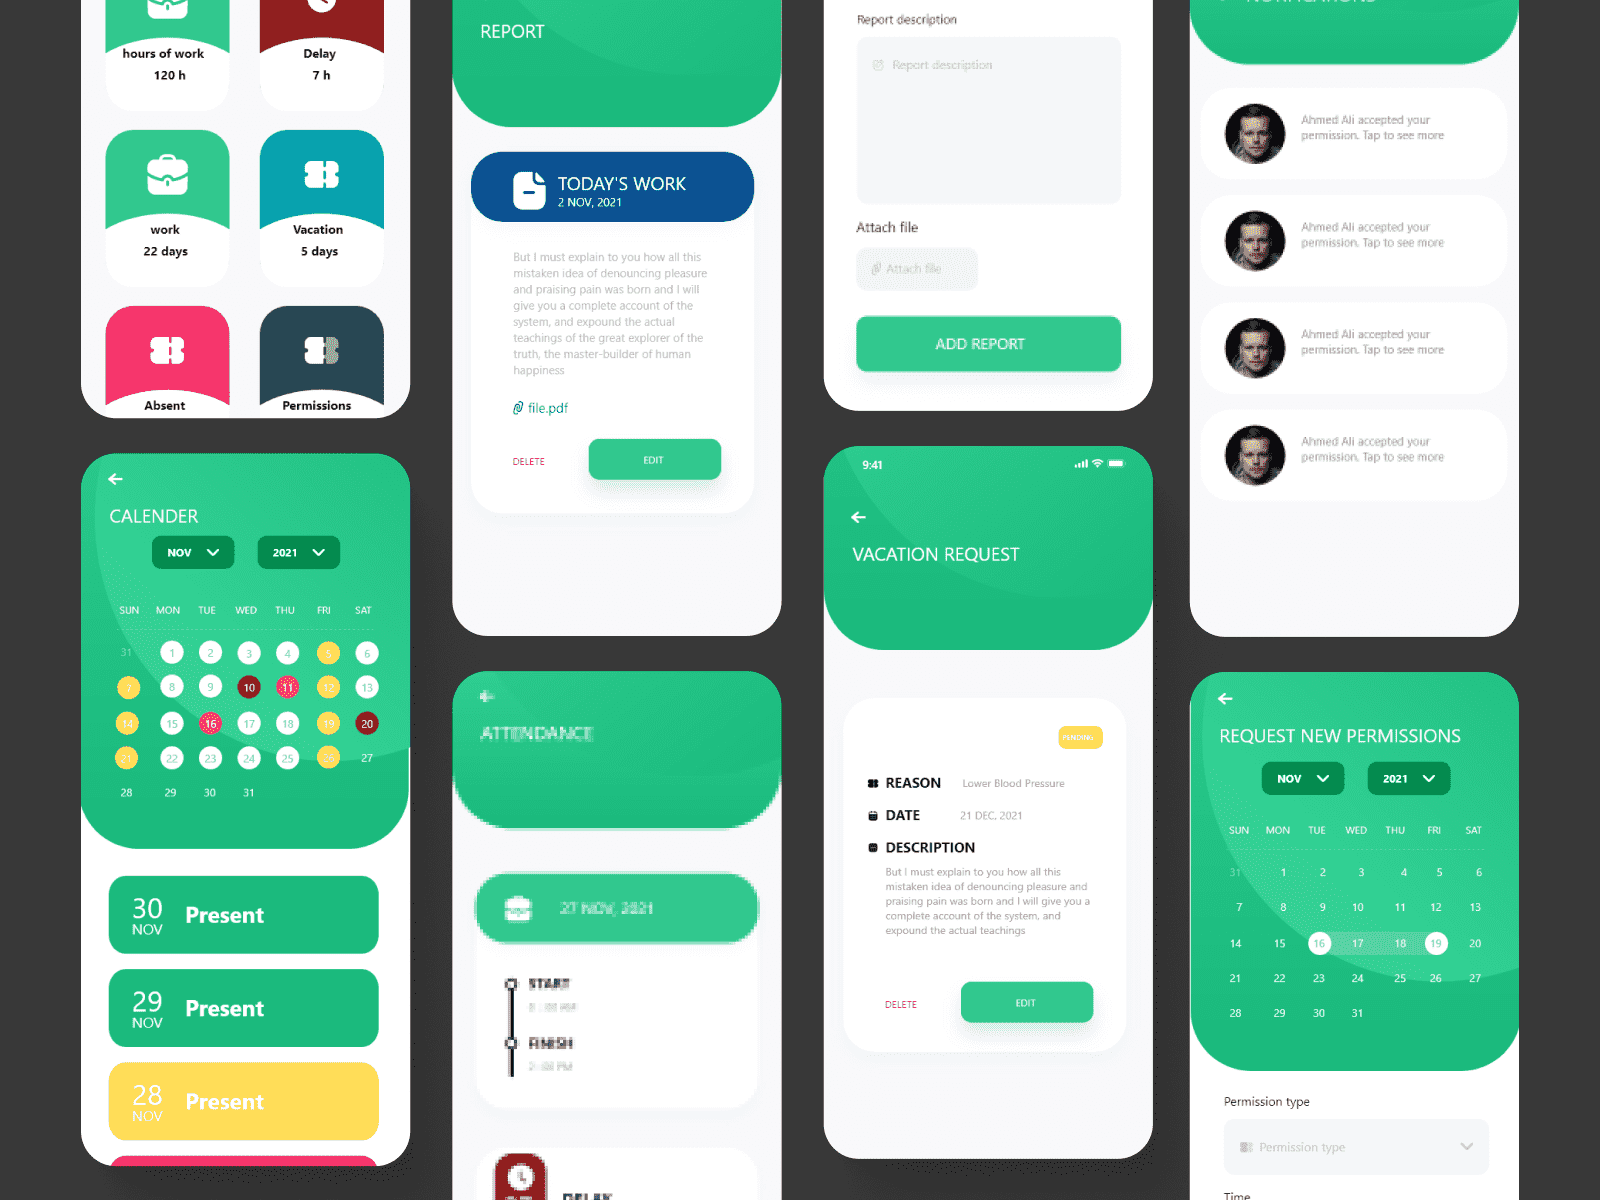 hours of work
120 h
Delay
7 h
work
22 days
Vacation
5 days
Absent
Permissions
CALENDER
NOV
2021
SUN MON TUE WED THU FRI SAT
31 1 2 3 4 5 6
7 8 9 10 11 12 13
14 15 16 17 18 19 20
21 22 23 24 25 26 27
28 29 30 31
30
NOV
Present
29
NOV
Present
28
NOV
Present
REPORT
TODAY'S WORK
2 NOV, 2021
But I must explain to you how all this
mistaken idea of denouncing pleasure
and praising pain was born and I will
give you a complete account of the
system, and expound the actual
teachings of the great explorer of the
truth, the master-builder of human
happiness
file.pdf
DELETE
EDIT
ATTENDANCE
27 NOV, 2021
START
FINISH
DELAY
Report description
Report description
Attach file
Attach file
ADD REPORT
9:41
VACATION REQUEST
PENDING
REASON
Lower Blood Pressure
DATE
21 DEC, 2021
DESCRIPTION
But I must explain to you how all this
mistaken idea of denouncing pleasure and
praising pain was born and I will give you a
complete account of the system, and
expound the actual teachings
DELETE
EDIT
NOTIFICATIONS
Ahmed Ali accepted your
permission. Tap to see more
Ahmed Ali accepted your
permission. Tap to see more
Ahmed Ali accepted your
permission. Tap to see more
Ahmed Ali accepted your
permission. Tap to see more
REQUEST NEW PERMISSIONS
NOV
2021
SUN MON TUE WED THU FRI SAT
31 1 2 3 4 5 6
7 8 9 10 11 12 13
14 15 16 17 18 19 20
21 22 23 24 25 26 27
28 29 30 31
Permission type
Permission type
Time